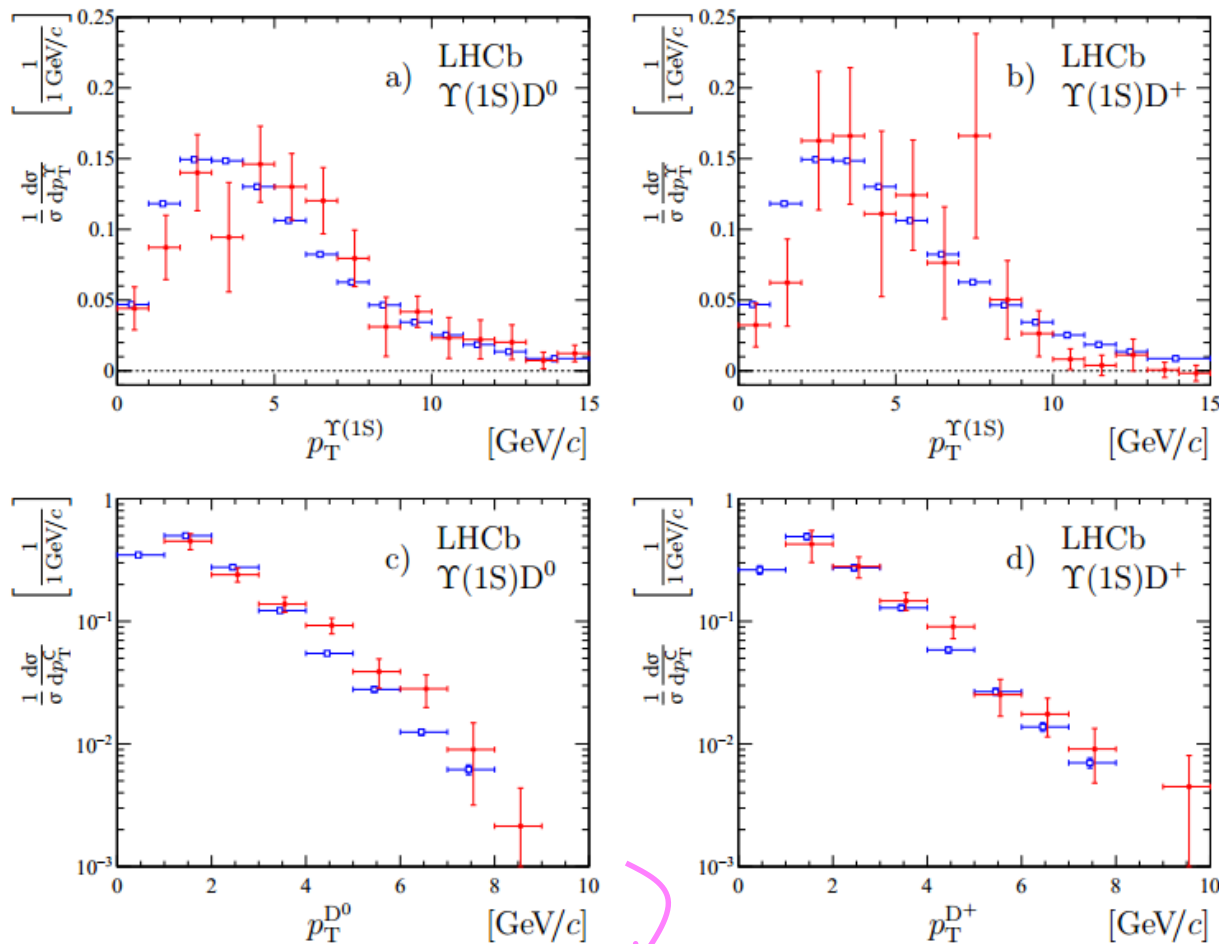 a) LHCb
ϒ(1S)D⁰
1/σ dσ/dp_T^ϒ [1/(1 GeV/c)]
0.25
0.2
0.15
0.1
0.05
0
0 5 10 15
p_T^ϒ(1S) [GeV/c]
b) LHCb
ϒ(1S)D⁺
1/σ dσ/dp_T^ϒ [1/(1 GeV/c)]
0.25
0.2
0.15
0.1
0.05
0
0 5 10 15
p_T^ϒ(1S) [GeV/c]
c) LHCb
ϒ(1S)D⁰
1/σ dσ/dp_T^C [1/(1 GeV/c)]
1
10⁻¹
10⁻²
10⁻³
0 2 4 6 8 10
p_T^D⁰ [GeV/c]
d) LHCb
ϒ(1S)D⁺
1/σ dσ/dp_T^C [1/(1 GeV/c)]
1
10⁻¹
10⁻²
10⁻³
0 2 4 6 8 10
p_T^D⁺ [GeV/c]